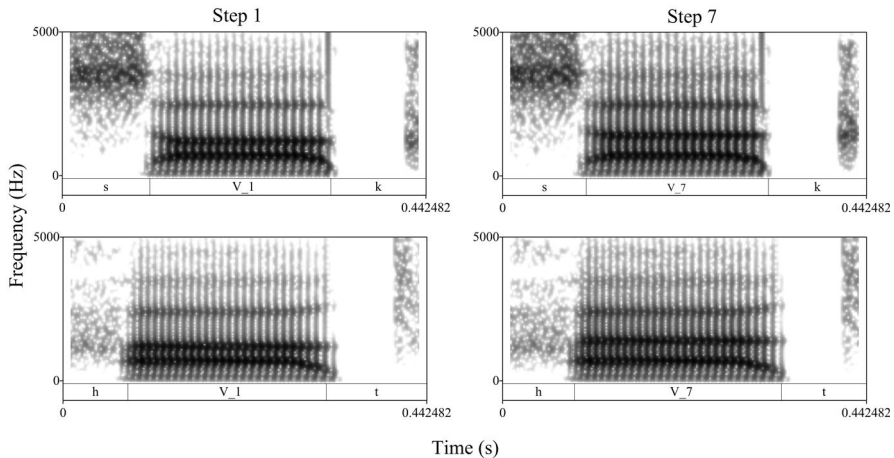 Step 1
Step 7
Frequency (Hz)
5000
0
s V_1 k
0 0.442482
5000
0
s V_7 k
0 0.442482
5000
0
h V_1 t
0 0.442482
5000
0
h V_7 t
0 0.442482
Time (s)